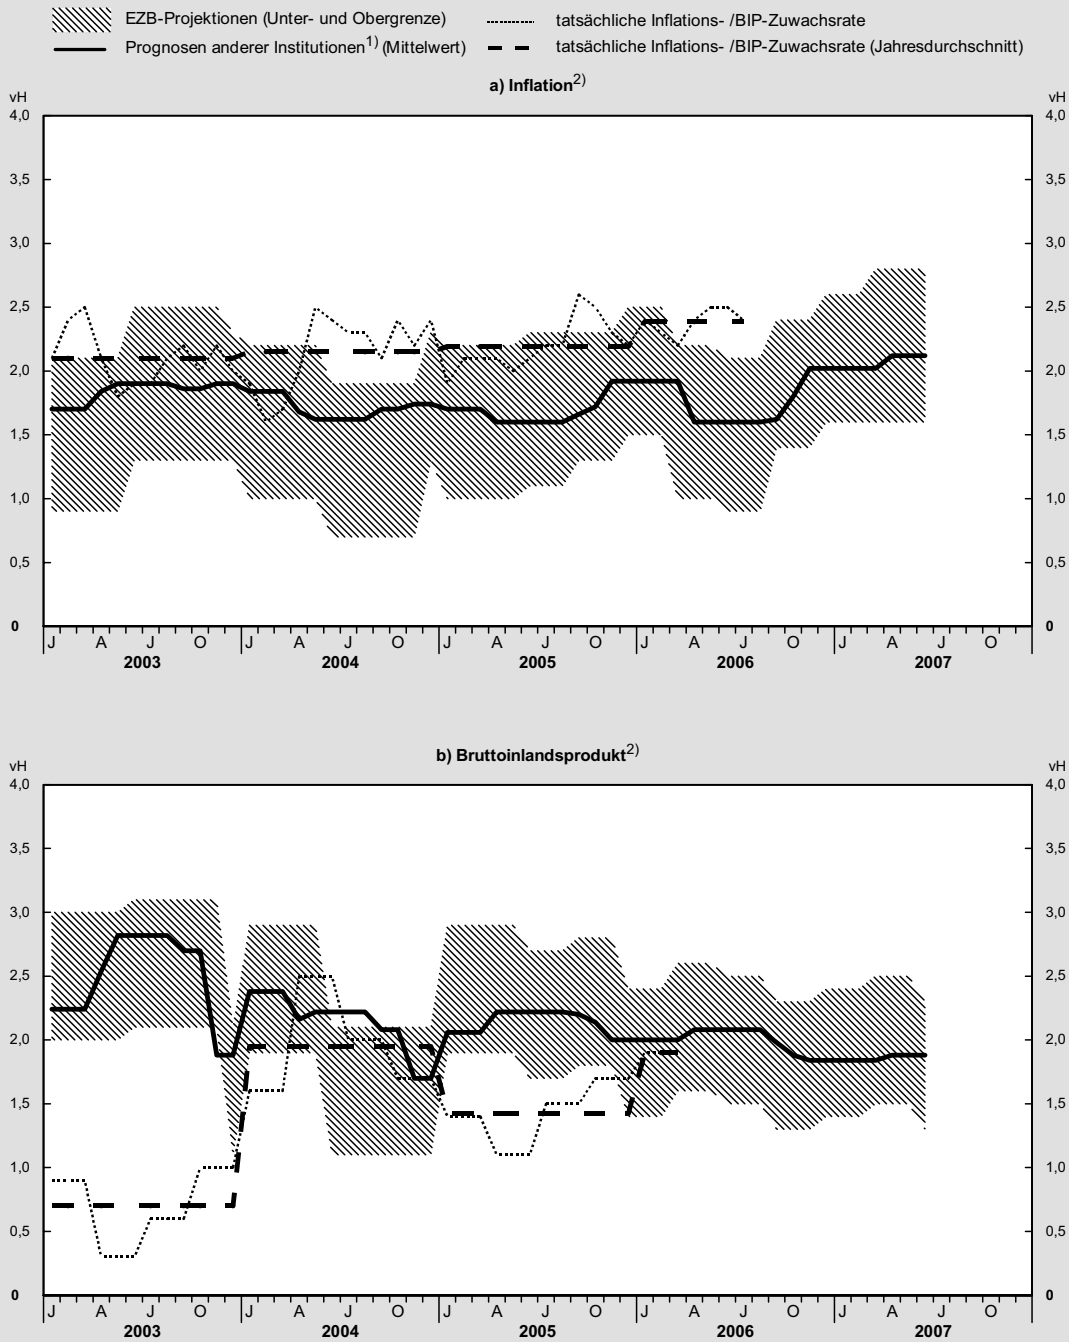 EZB-Projektionen (Unter- und Obergrenze)
tatsächliche Inflations- /BIP-Zuwachsrate
Prognosen anderer Institutionen1) (Mittelwert)
tatsächliche Inflations- /BIP-Zuwachsrate (Jahresdurchschnitt)
a) Inflation2)
vH vH
4,0 4,0
3,5 3,5
3,0 3,0
2,5 2,5
2,0 2,0
1,5 1,5
1,0 1,0
0,5 0,5
0 0
J A J O J A J O J A J O J A J O J A J O
2003 2004 2005 2006 2007
b) Bruttoinlandsprodukt2)
vH vH
4,0 4,0
3,5 3,5
3,0 3,0
2,5 2,5
2,0 2,0
1,5 1,5
1,0 1,0
0,5 0,5
0 0
J A J O J A J O J A J O J A J O J A J O
2003 2004 2005 2006 2007